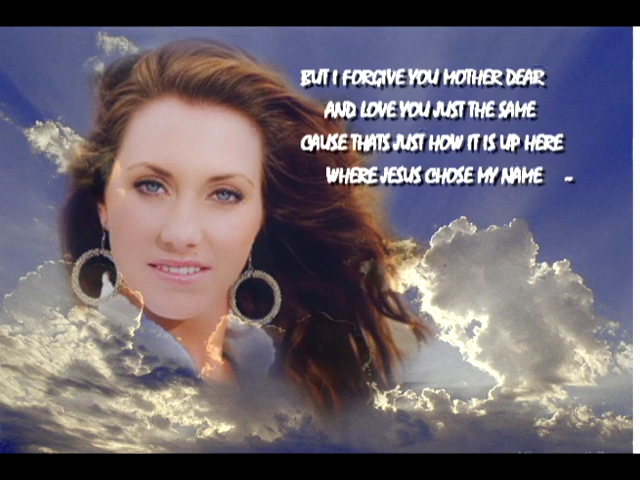 BUT I FORGIVE YOU MOTHER DEAR
AND LOVE YOU JUST THE SAME
CAUSE THATS JUST HOW IT IS UP HERE
WHERE JESUS CHOSE MY NAME -